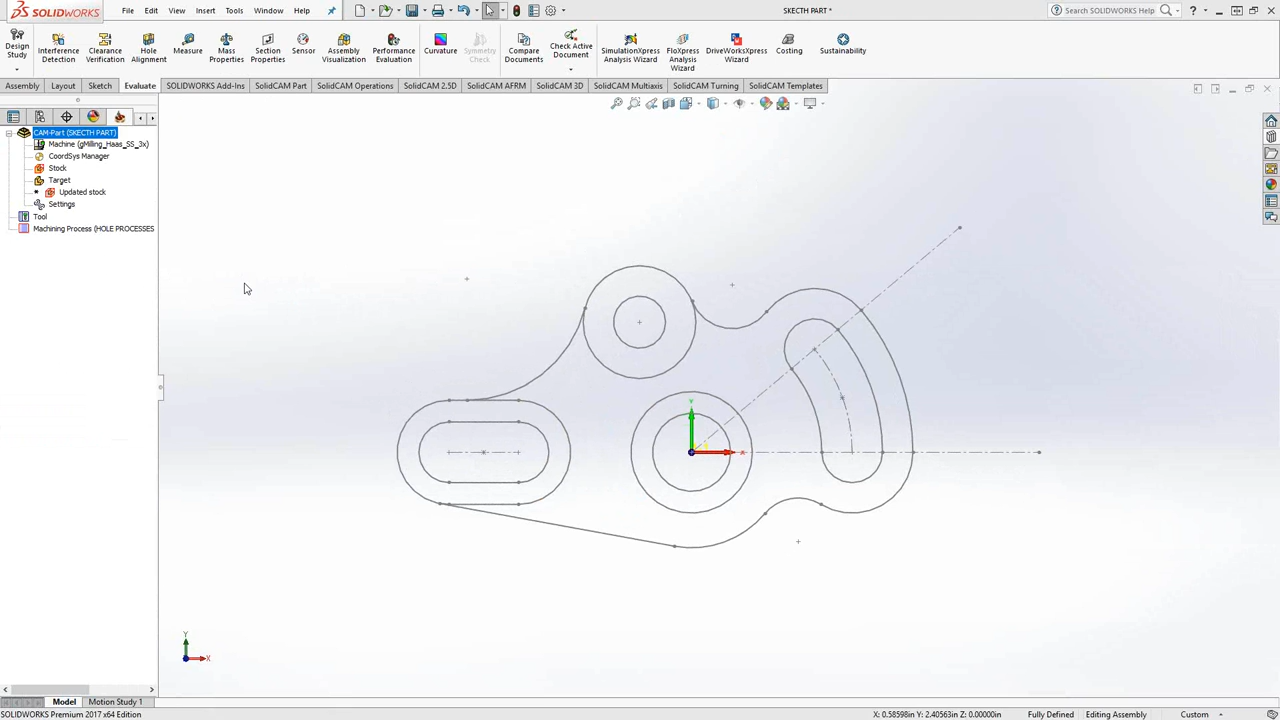 SOLIDWORKS File Edit View Insert Tools Window Help SKECTH PART * Search SOLIDWORKS Help
Design Study
Interference Detection
Clearance Verification
Hole Alignment
Measure
Mass Properties
Section Properties
Sensor
Assembly Visualization
Performance Evaluation
Curvature
Symmetry Check
Compare Documents
Check Active Document
SimulationXpress Analysis Wizard
FloXpress Analysis Wizard
DriveWorksXpress Wizard
Costing
Sustainability
Assembly Layout Sketch Evaluate SOLIDWORKS Add-Ins SolidCAM Part SolidCAM Operations SolidCAM 2.5D SolidCAM AFRM SolidCAM 3D SolidCAM Multiaxis SolidCAM Turning SolidCAM Templates
CAM-Part (SKECTH PART)
Machine (gMilling_Haas_SS_3x)
CoordSys Manager
Stock
Target
Updated stock
Settings
Tool
Machining Process (HOLE PROCESSES
Y
X
Y
X
Model Motion Study 1
SOLIDWORKS Premium 2017 x64 Edition X: 0.58598in Y: 2.40563in Z: 0.00000in Fully Defined Editing Assembly Custom